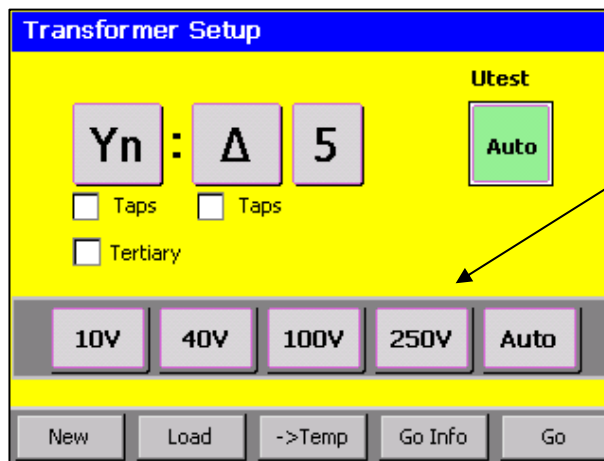 Transformer Setup
Utest
Yn : Δ 5 Auto
Taps Taps
Tertiary
10V 40V 100V 250V Auto
New Load ->Temp Go Info Go